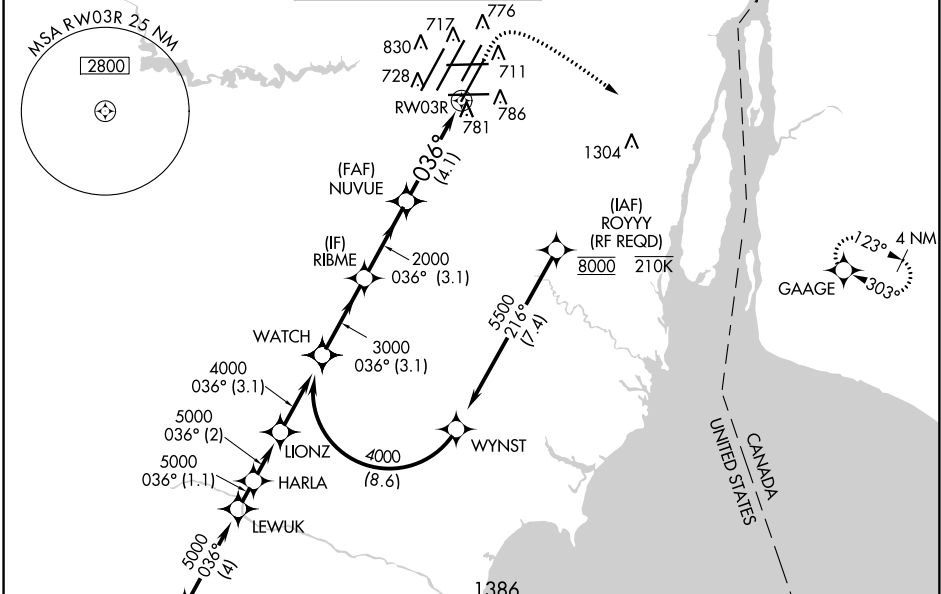 MSA RW03R 25 NM
2800
776
717
830
711
728
RW03R
786
781
1304
036°
(4.1)
(FAF)
NUVUE
(IAF)
ROYYY
(RF REQD)
8000 210K
(IF)
RIBME
2000
036° (3.1)
123°
4 NM
303°
GAAGE
5500
216°
(7.4)
WATCH
3000
036° (3.1)
4000
036° (3.1)
5000
036° (2)
LIONZ
WYNST
4000
(8.6)
5000
036° (1.1)
HARLA
LEWUK
CANADA
UNITED STATES
5000
036°
(4)
1386